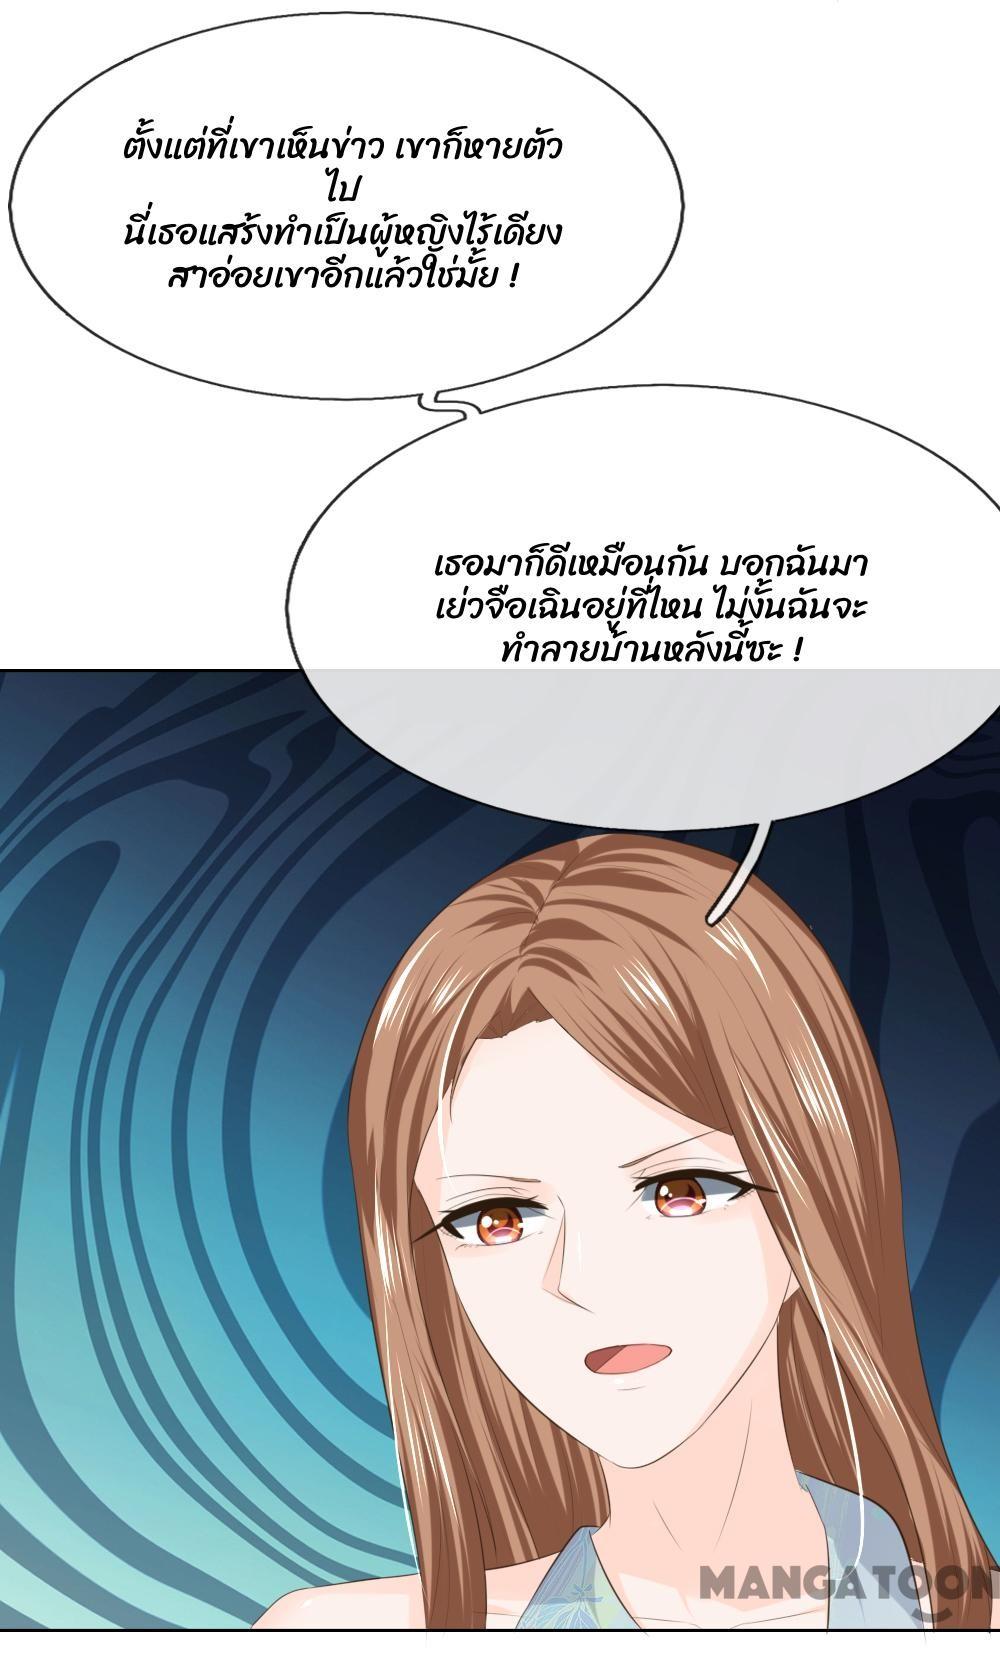 ตั้งแต่ที่เขาเห็นข่าว เขาก็หายตัว
ไป
นี่เธอแสร้งทำเป็นผู้หญิงไร้เดียง
สาอ่อยเขาอีกแล้วใช่มั้ย !
เธอมาก็ดีเหมือนกัน บอกฉันมา
เย่วจือเฉินอยู่ที่ไหน ไม่งั้นฉันจะ
ทำลายบ้านหลังนี้ซะ !
MANGATOON